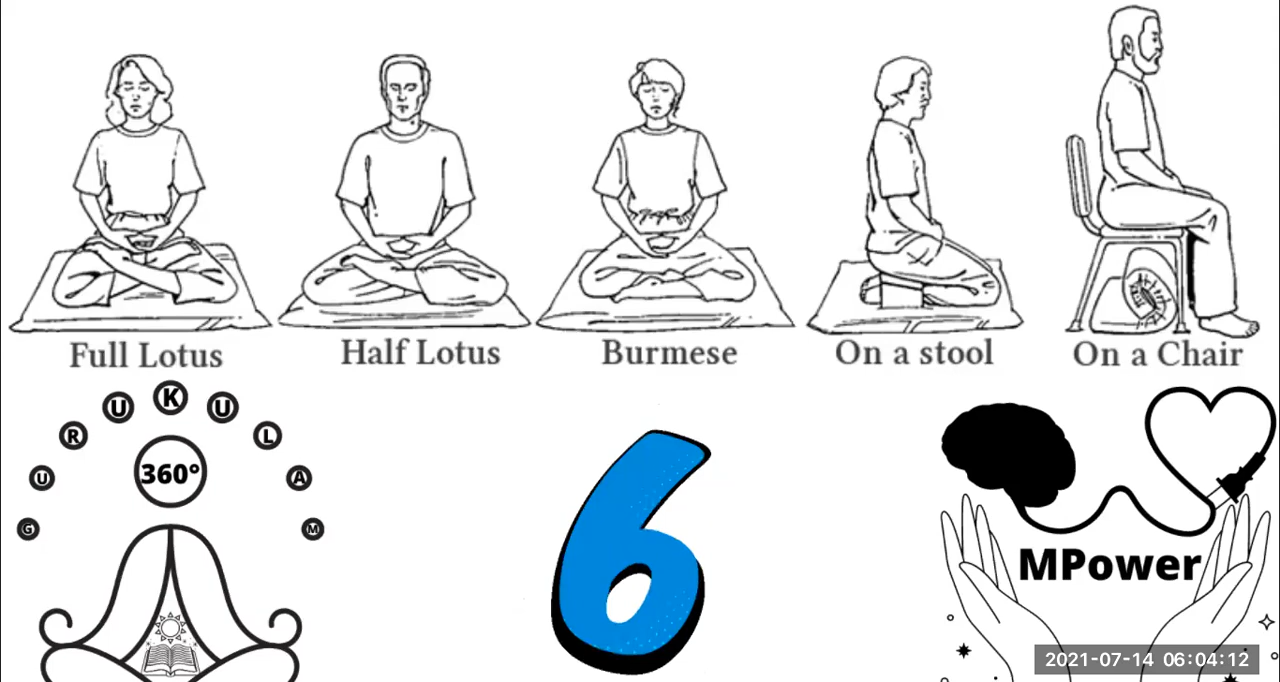 Full Lotus
Half Lotus
Burmese
On a stool
On a Chair
GURUKULAM
360°
6
MPower
2021-07-14 06:04:12